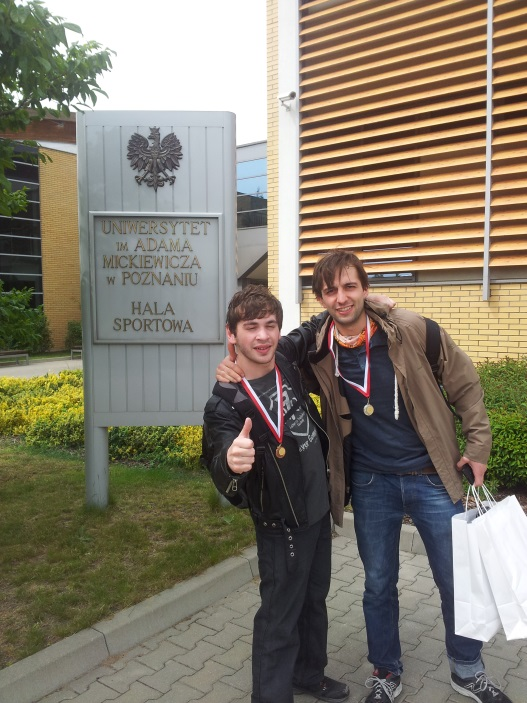 UNIWERSYTET
IM. ADAMA
MICKIEWICZA
W POZNANIU
HALA
SPORTOWA